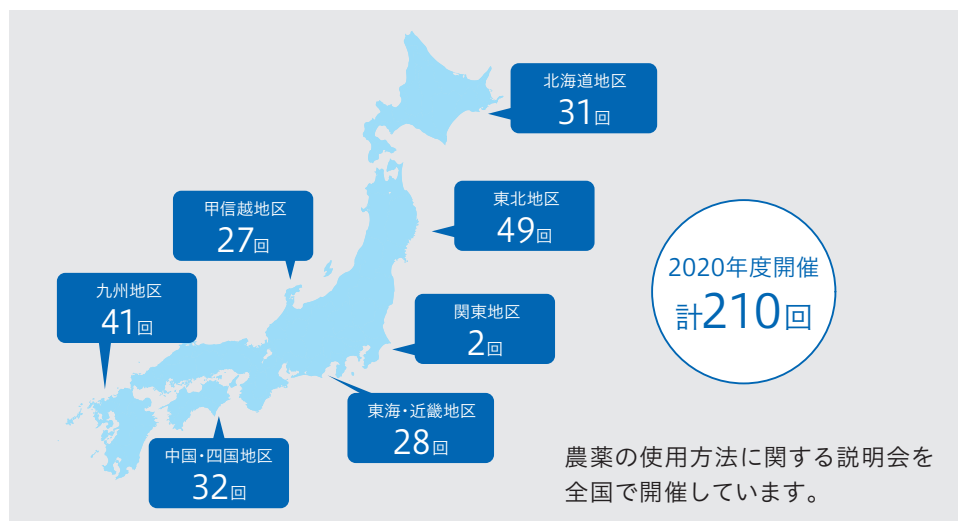 北海道地区
31回
東北地区
49回
甲信越地区
27回
関東地区
2回
九州地区
41回
東海・近畿地区
28回
中国・四国地区
32回
2020年度開催
計210回
農薬の使用方法に関する説明会を
全国で開催しています。